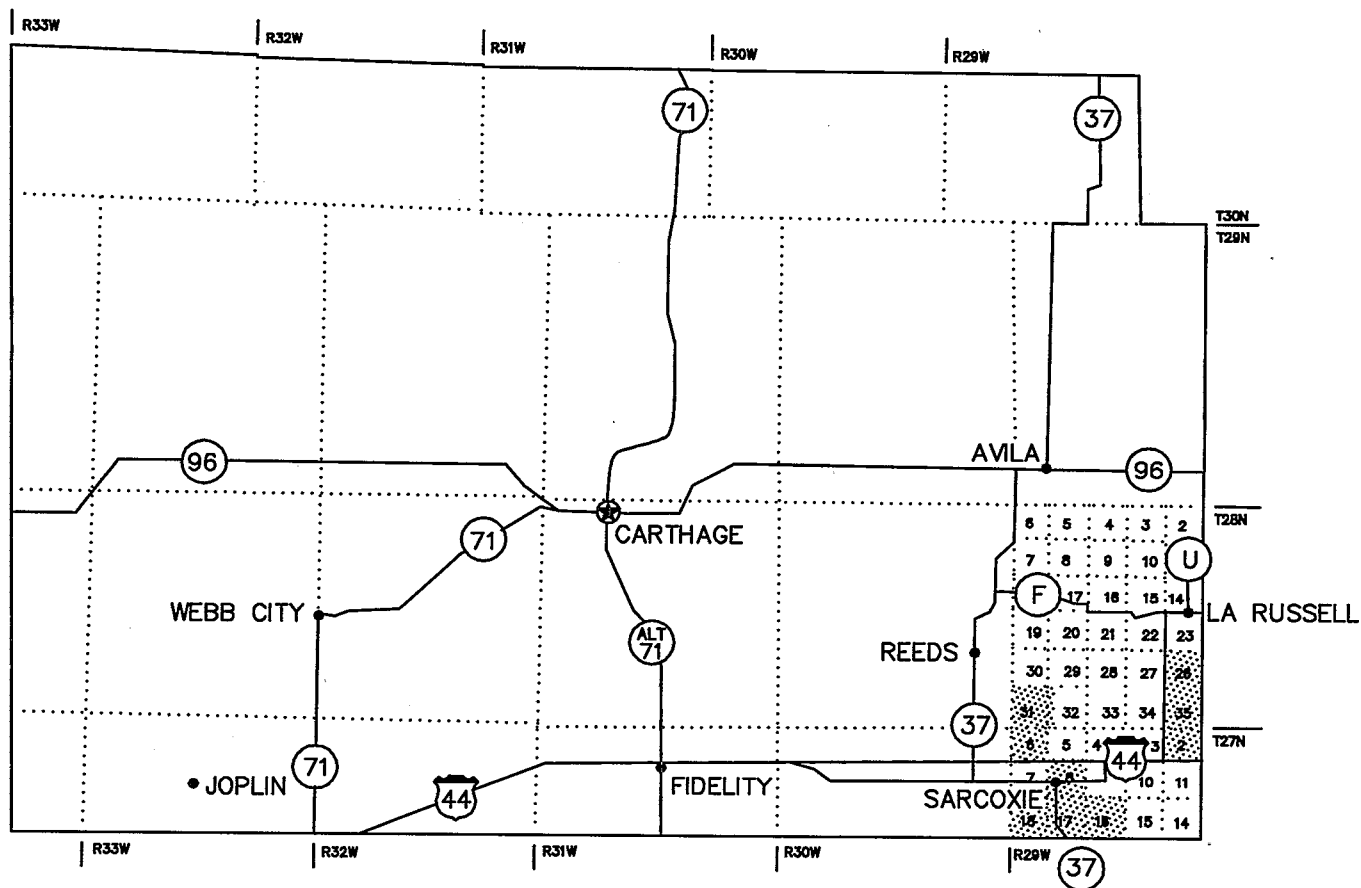 R33W
R32W
R31W
R30W
R29W
71
37
T30N
T29N
AVILA
96
96
T28N
CARTHAGE
6 5 4 3 2
71
7 8 9 10 U
F 17 16 15 14
WEBB CITY
LA RUSSELL
ALT
71
19 20 21 22 23
REEDS
30 29 28 27 26
31 32 33 34 35
37
T27N
6 5 4 3 2
71
44
JOPLIN
44
FIDELITY
7 8 10 11
SARCOXIE
18 17 16 15 14
R33W
R32W
R31W
R30W
R29W
37